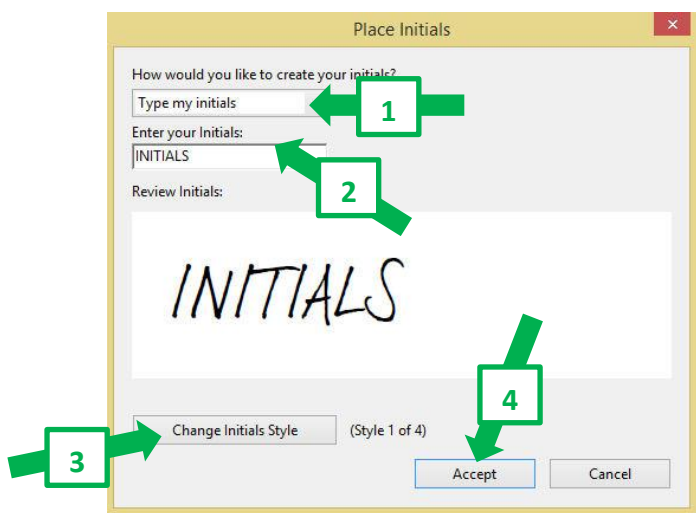 Place Initials
×
How would you like to create your initials?
Type my initials
1
Enter your Initials:
INITIALS
2
Review Initials:
INITIALS
4
Change Initials Style (Style 1 of 4)
3
Accept Cancel